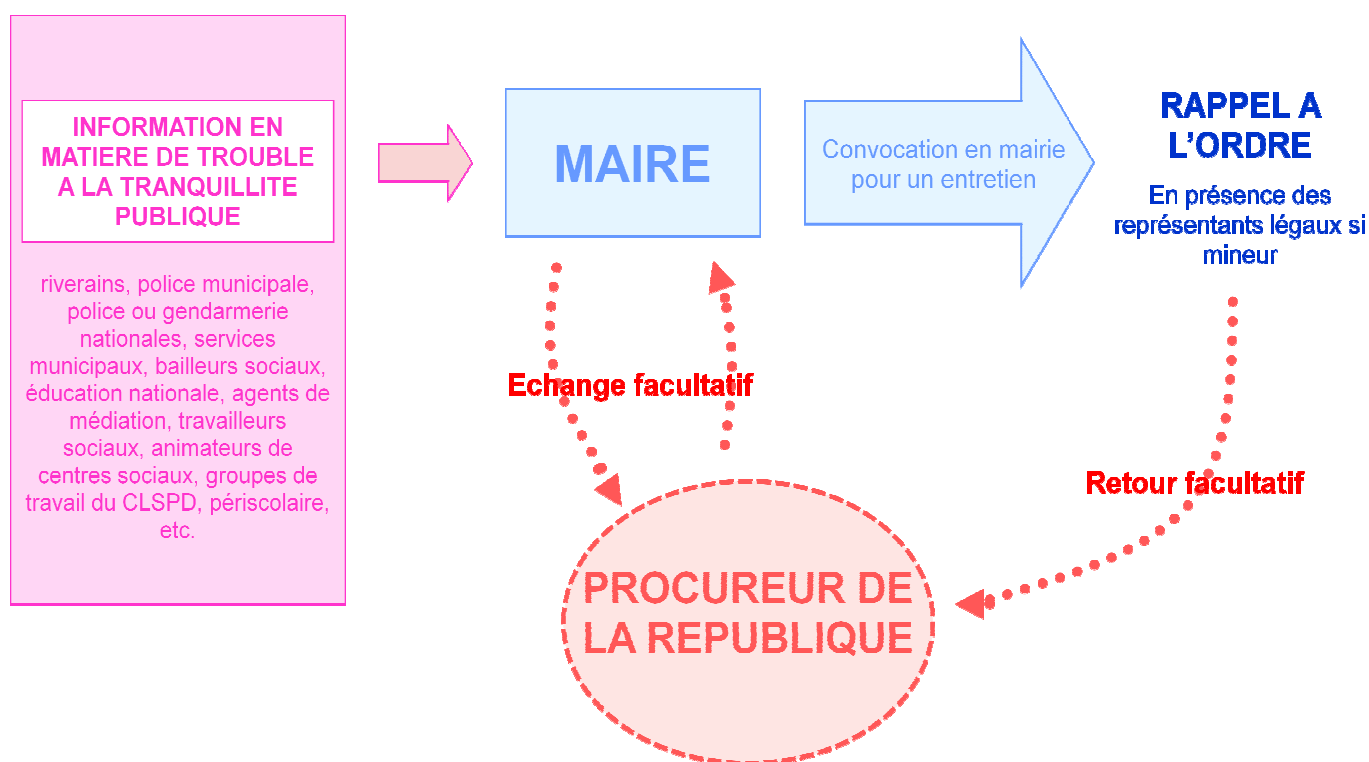 INFORMATION EN
MATIERE DE TROUBLE
A LA TRANQUILLITE
PUBLIQUE
riverains, police municipale,
police ou gendarmerie
nationales, services
municipaux, bailleurs sociaux,
éducation nationale, agents de
médiation, travailleurs
sociaux, animateurs de
centres sociaux, groupes de
travail du CLSPD, périscolaire,
etc.
MAIRE
Convocation en mairie
pour un entretien
RAPPEL A
L’ORDRE
En présence des
représentants légaux si
mineur
Echange facultatif
Retour facultatif
PROCUREUR DE
LA REPUBLIQUE